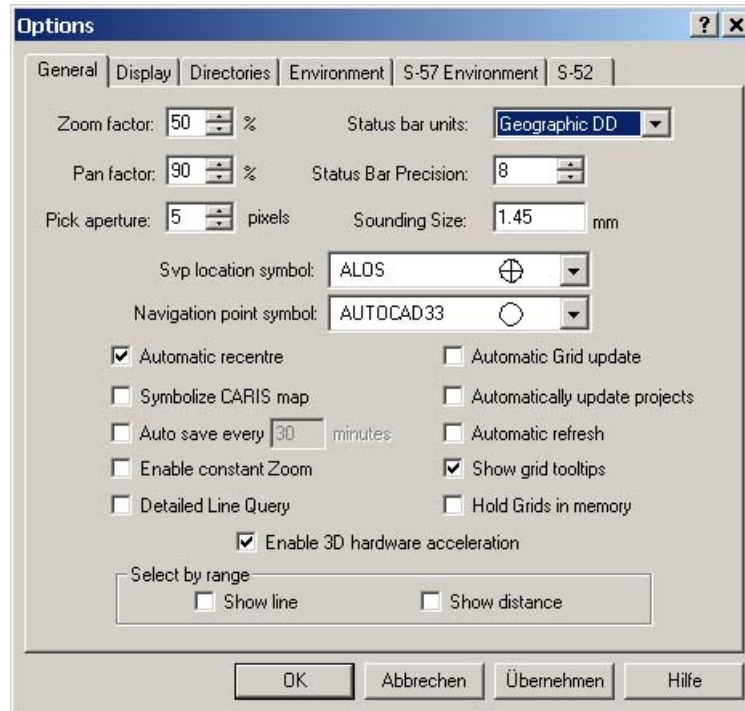 Options
General Display Directories Environment S-57 Environment S-52
Zoom factor: 50 % Status bar units: Geographic DD
Pan factor: 90 % Status Bar Precision: 8
Pick aperture: 5 pixels Sounding Size: 1.45 mm
Svp location symbol: ALOS
Navigation point symbol: AUTOCAD33
Automatic recentre Automatic Grid update
Symbolize CARIS map Automatically update projects
Auto save every 30 minutes Automatic refresh
Enable constant Zoom Show grid tooltips
Detailed Line Query Hold Grids in memory
Enable 3D hardware acceleration
Select by range
Show line Show distance
OK Abbrechen Übernehmen Hilfe